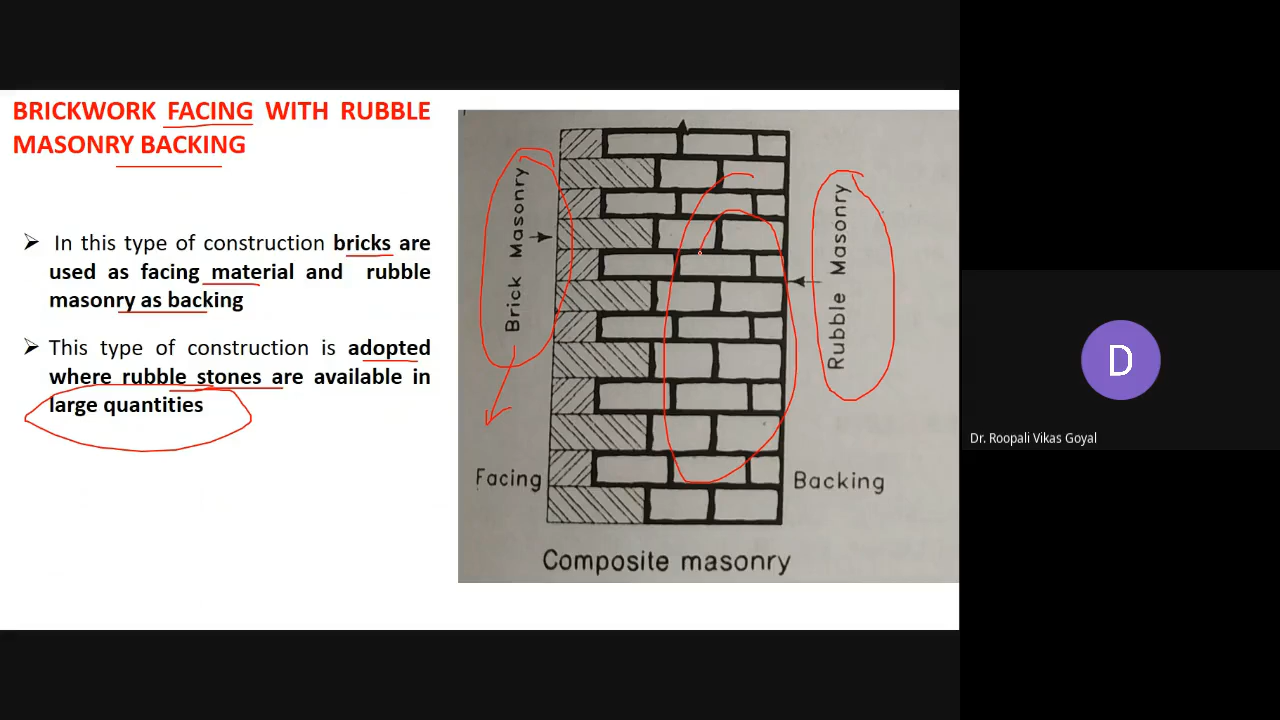 BRICKWORK FACING WITH RUBBLE
MASONRY BACKING
➢ In this type of construction bricks are
used as facing material and rubble
masonry as backing
➢ This type of construction is adopted
where rubble stones are available in
large quantities
Brick Masonry
Rubble Masonry
Facing
Backing
Composite masonry
D
Dr. Roopali Vikas Goyal